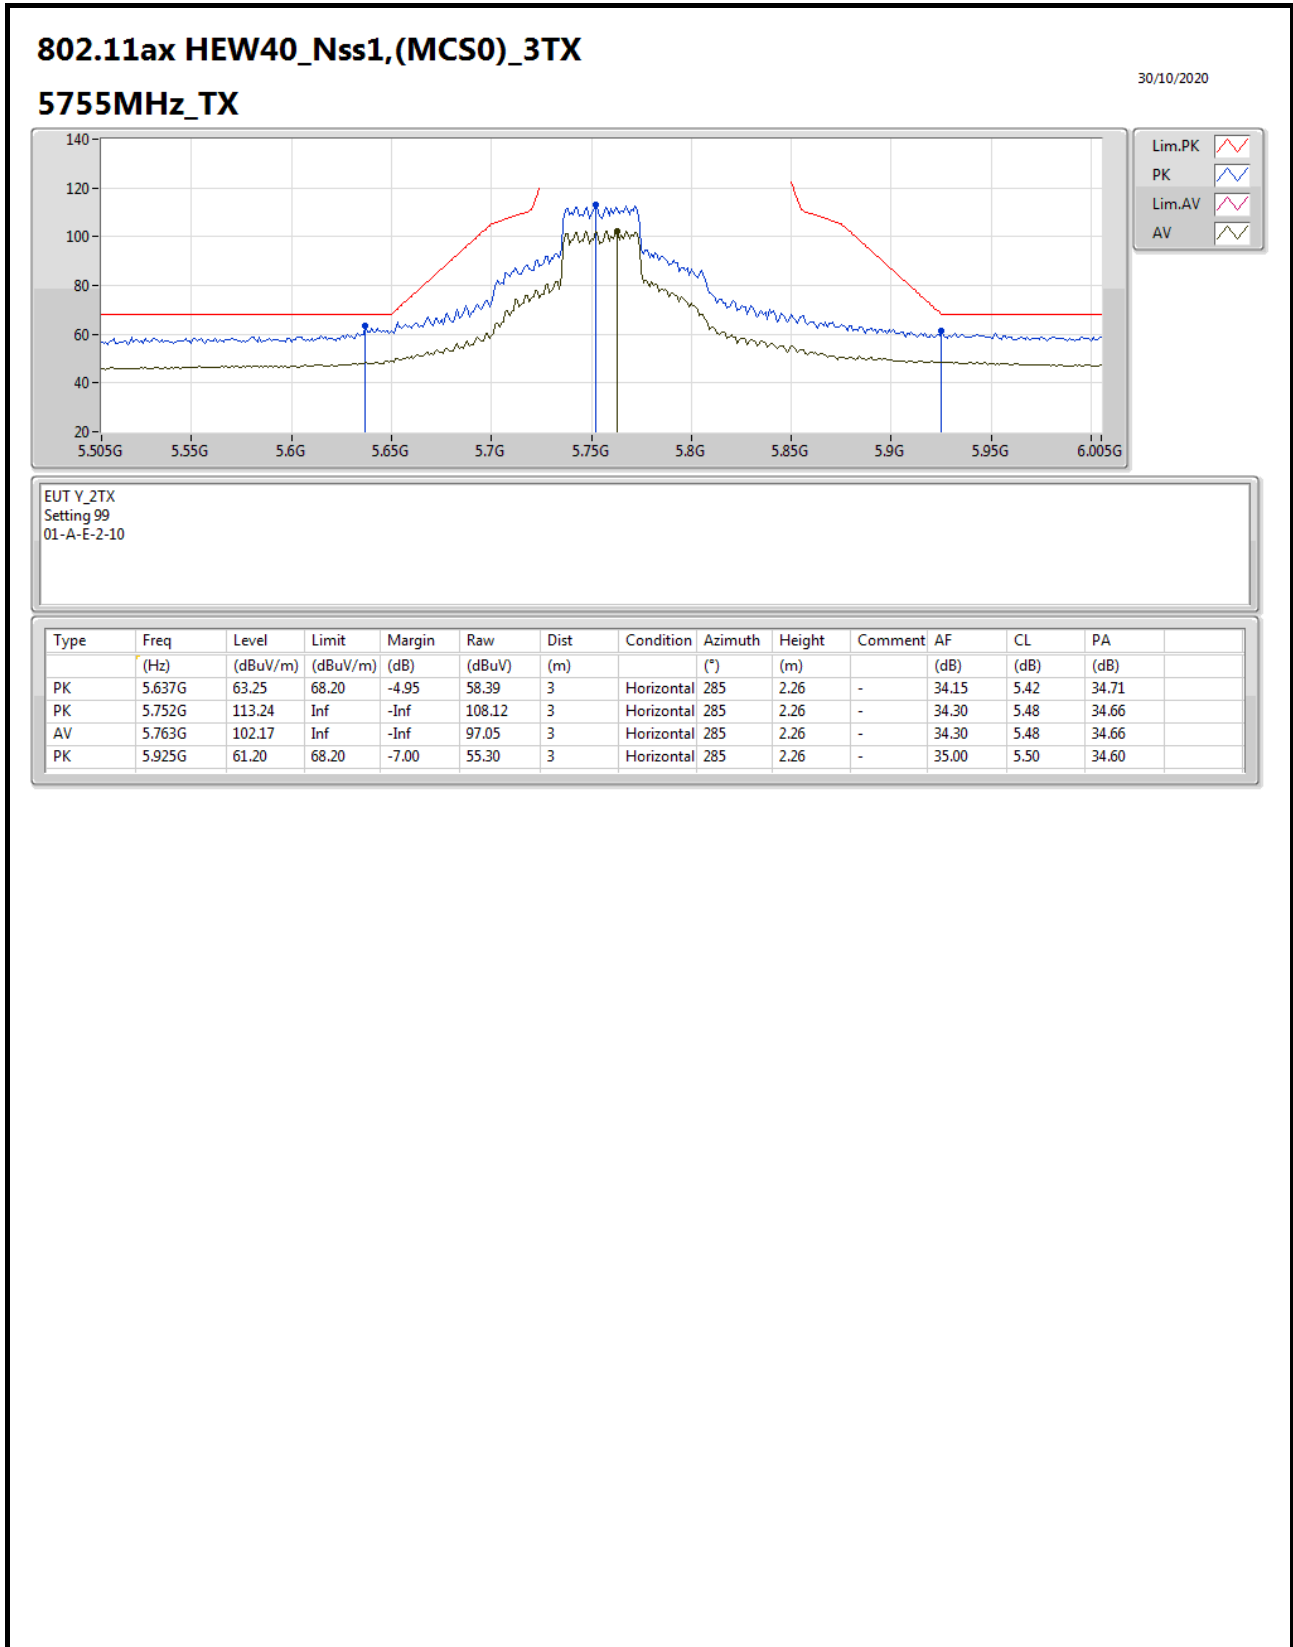 802.11ax HEW40_Nss1,(MCS0)_3TX
30/10/2020
5755MHz_TX
140
120
100
80
60
40
20
5.505G 5.55G 5.6G 5.65G 5.7G 5.75G 5.8G 5.85G 5.9G 5.95G 6.005G
Lim.PK
PK
Lim.AV
AV
EUT Y_2TX
Setting 99
01-A-E-2-10
Type Freq Level Limit Margin Raw Dist Condition Azimuth Height Comment AF CL PA
(Hz) (dBuV/m) (dBuV/m) (dB) (dBuV) (m) (°) (m) (dB) (dB) (dB)
PK 5.637G 63.25 68.20 -4.95 58.39 3 Horizontal 285 2.26 - 34.15 5.42 34.71
PK 5.752G 113.24 Inf -Inf 108.12 3 Horizontal 285 2.26 - 34.30 5.48 34.66
AV 5.763G 102.17 Inf -Inf 97.05 3 Horizontal 285 2.26 - 34.30 5.48 34.66
PK 5.925G 61.20 68.20 -7.00 55.30 3 Horizontal 285 2.26 - 35.00 5.50 34.60